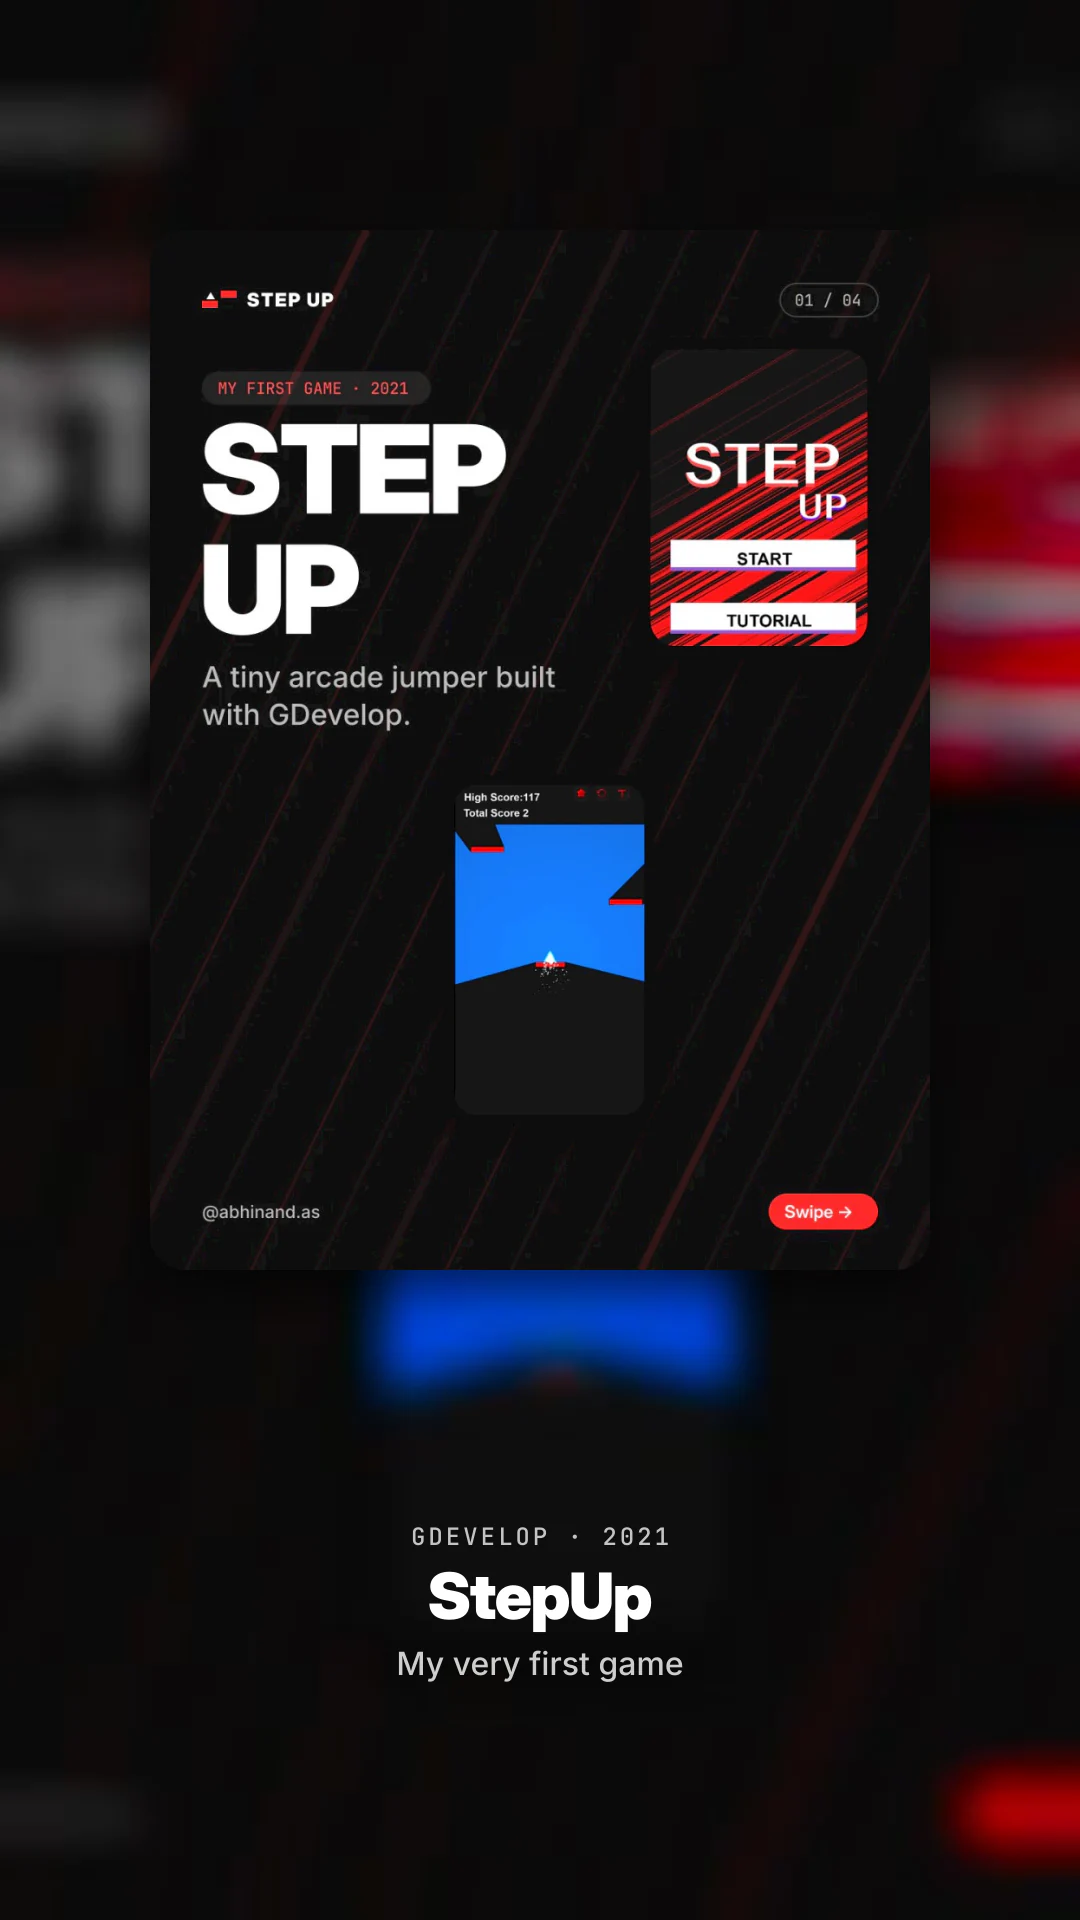 STEP UP
01 / 04
MY FIRST GAME · 2021
STEP
UP
A tiny arcade jumper built
with GDevelop.
STEP
UP
START
TUTORIAL
High Score:117
Total Score 2
@abhinand.as
Swipe →
GDEVELOP · 2021
StepUp
My very first game